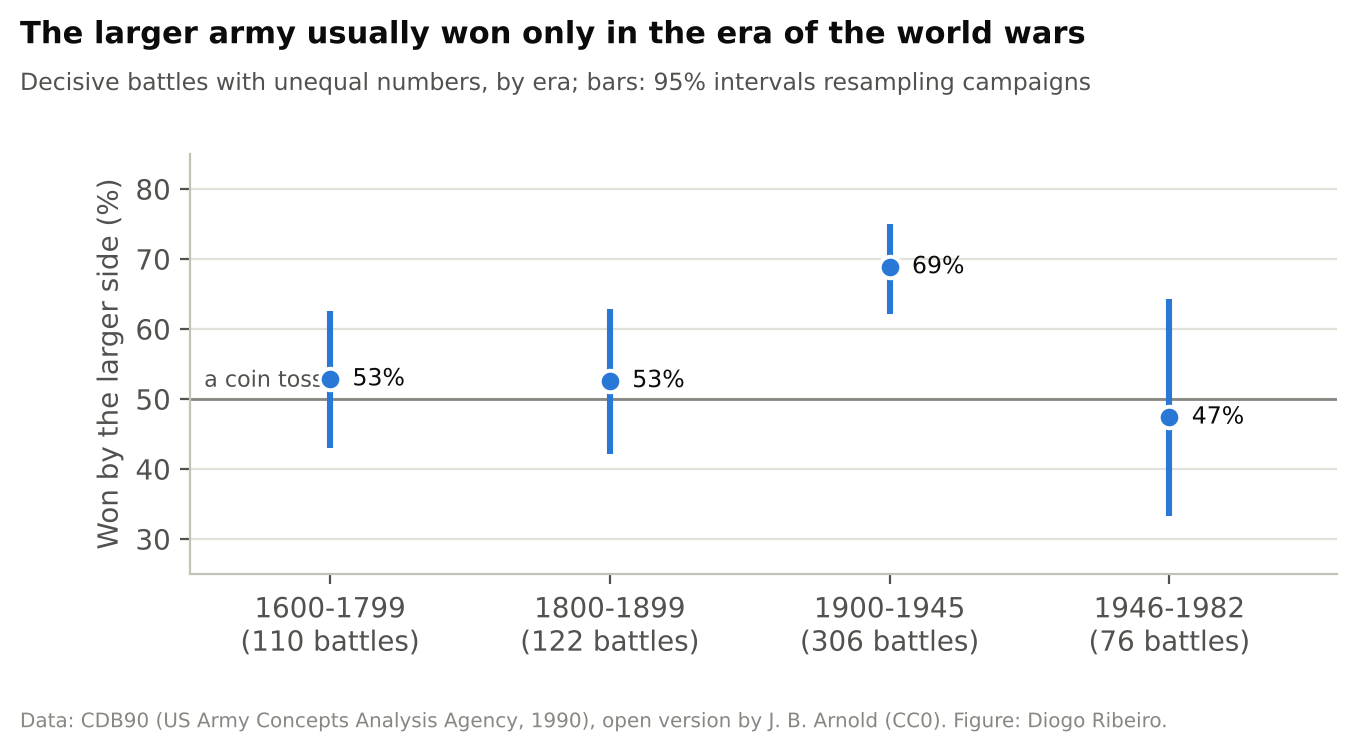 The larger army usually won only in the era of the world wars
Decisive battles with unequal numbers, by era; bars: 95% intervals resampling campaigns
Won by the larger side (%)
80
70
60
50
40
30
a coin toss
53%
53%
69%
47%
1600-1799
(110 battles)
1800-1899
(122 battles)
1900-1945
(306 battles)
1946-1982
(76 battles)
Data: CDB90 (US Army Concepts Analysis Agency, 1990), open version by J. B. Arnold (CC0). Figure: Diogo Ribeiro.